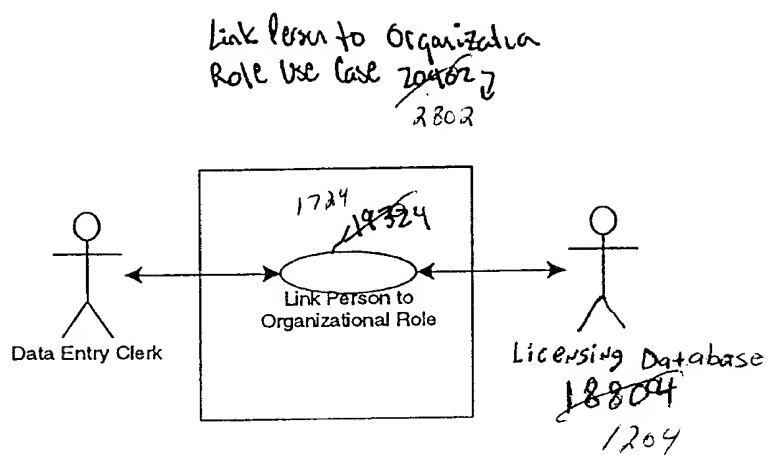 Link Person to Organization
Role Use Case 20402
2802
1724
19324
Link Person to
Organizational Role
Data Entry Clerk
Licensing Database
18804
1204